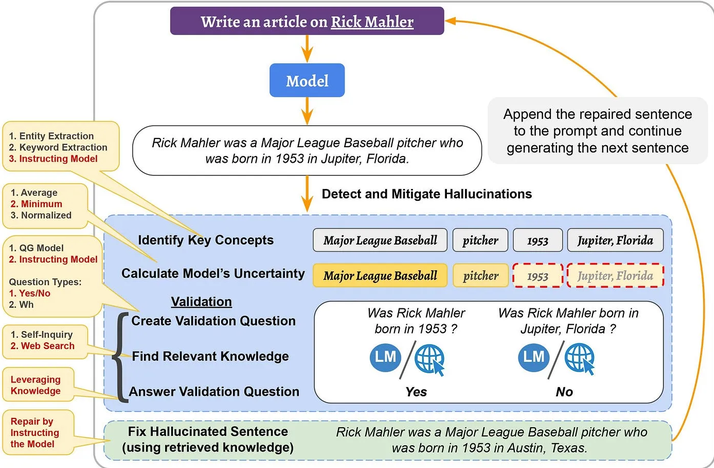 Write an article on Rick Mahler
Model
Rick Mahler was a Major League Baseball pitcher who
was born in 1953 in Jupiter, Florida.
Append the repaired sentence
to the prompt and continue
generating the next sentence
Detect and Mitigate Hallucinations
1. Entity Extraction
2. Keyword Extraction
3. Instructing Model
1. Average
2. Minimum
3. Normalized
1. QG Model
2. Instructing Model
Question Types:
1. Yes/No
2. Wh
1. Self-Inquiry
2. Web Search
Leveraging
Knowledge
Repair by
Instructing
the Model
Identify Key Concepts
Major League Baseball
pitcher
1953
Jupiter, Florida
Calculate Model's Uncertainty
Major League Baseball
pitcher
1953
Jupiter, Florida
Validation
Create Validation Question
Find Relevant Knowledge
Answer Validation Question
Was Rick Mahler
born in 1953 ?
LM
Yes
Was Rick Mahler born in
Jupiter, Florida ?
LM
No
Fix Hallucinated Sentence
(using retrieved knowledge)
Rick Mahler was a Major League Baseball pitcher who
was born in 1953 in Austin, Texas.